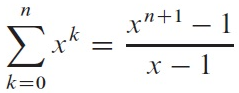 n
∑ x^k = (x^{n+1} − 1) / (x − 1)
k=0